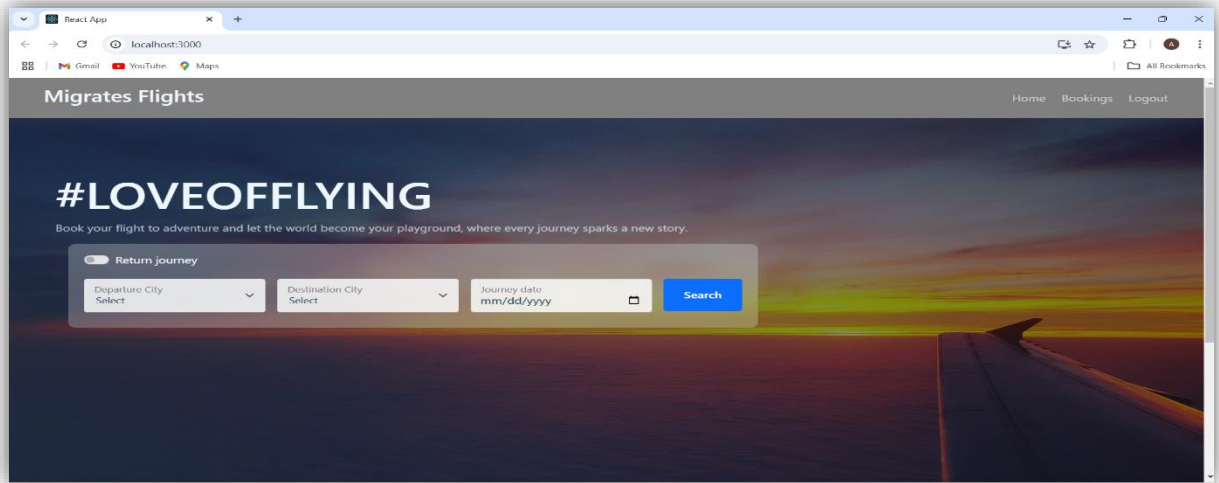 React App
localhost:3000
A
Gmail YouTube Maps All Bookmarks
Migrates Flights Home Bookings Logout
#LOVEOFFLYING
Book your flight to adventure and let the world become your playground, where every journey sparks a new story.
Return journey
Departure City Destination City Journey date
Select Select mm/dd/yyyy Search